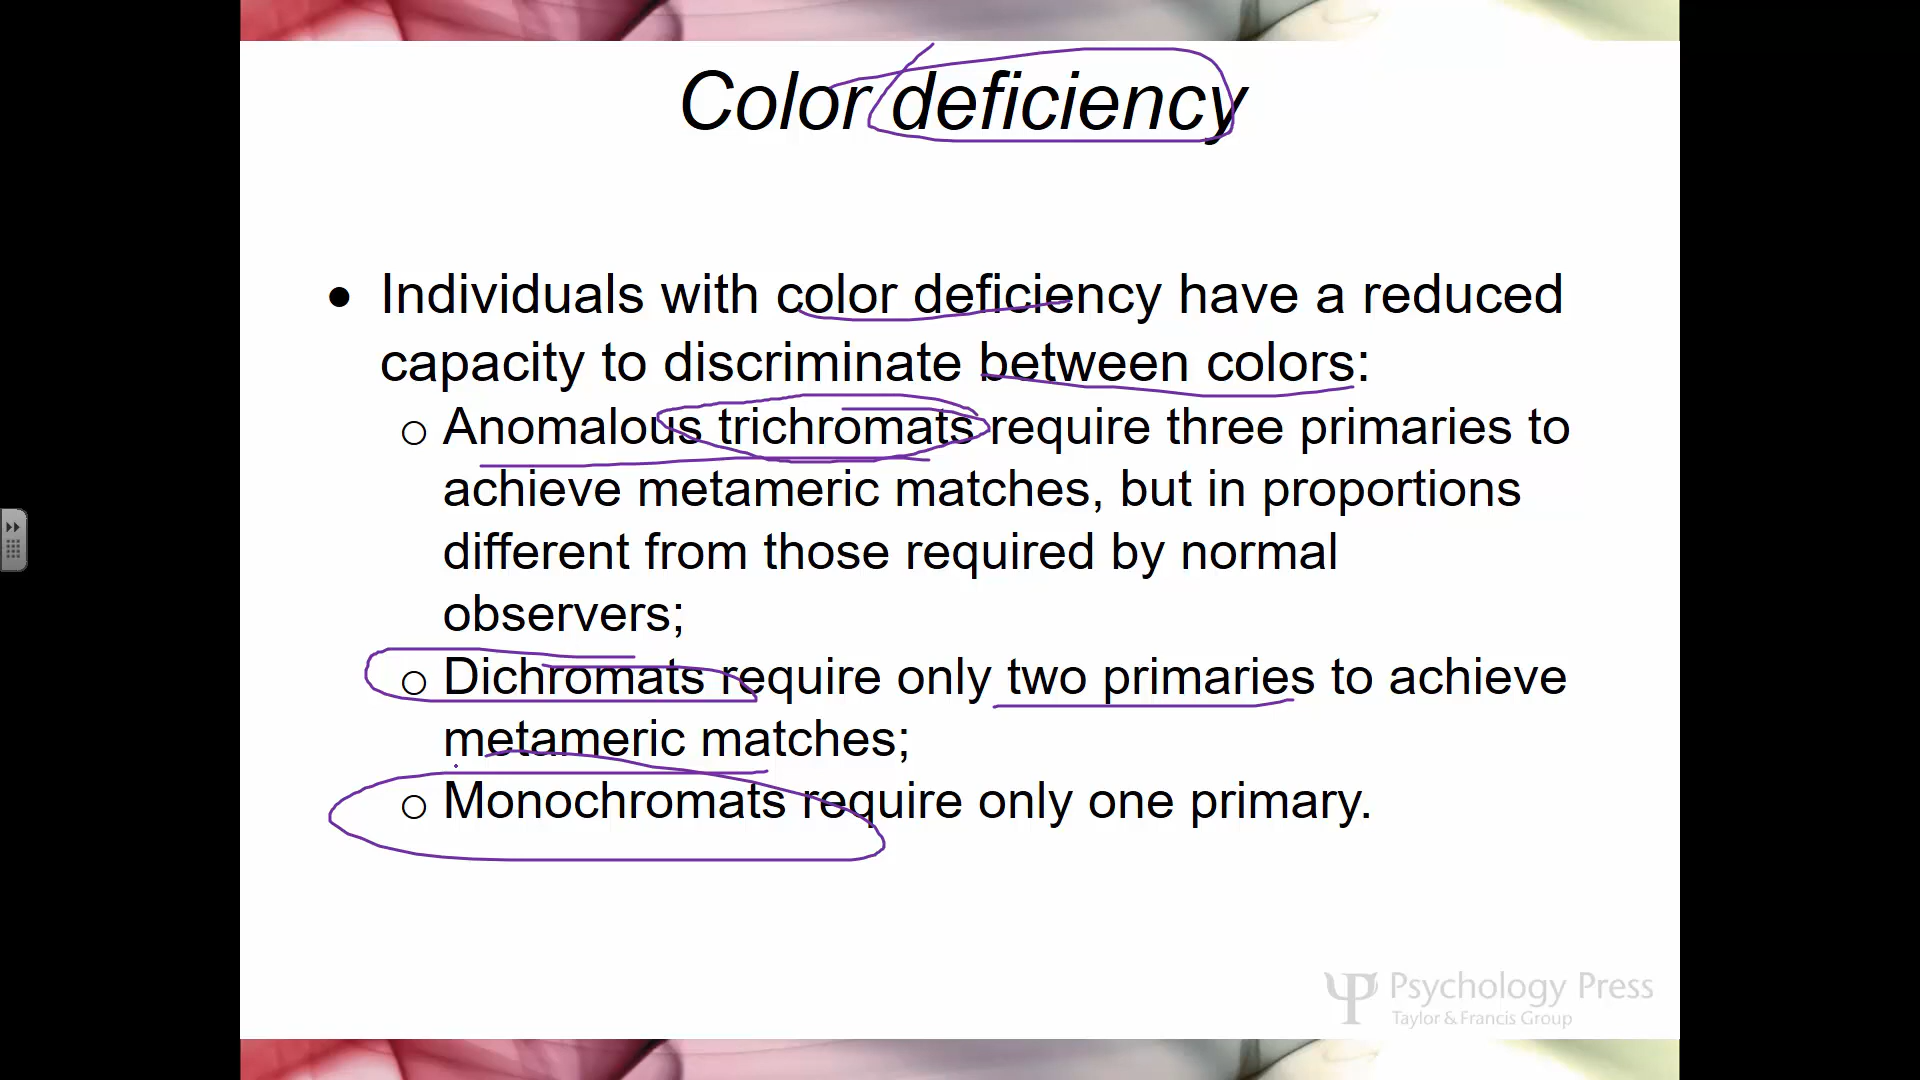 Color deficiency
● Individuals with color deficiency have a reduced
capacity to discriminate between colors:
○ Anomalous trichromats require three primaries to
achieve metameric matches, but in proportions
different from those required by normal
observers;
○ Dichromats require only two primaries to achieve
metameric matches;
○ Monochromats require only one primary.
Psychology Press
Taylor & Francis Group